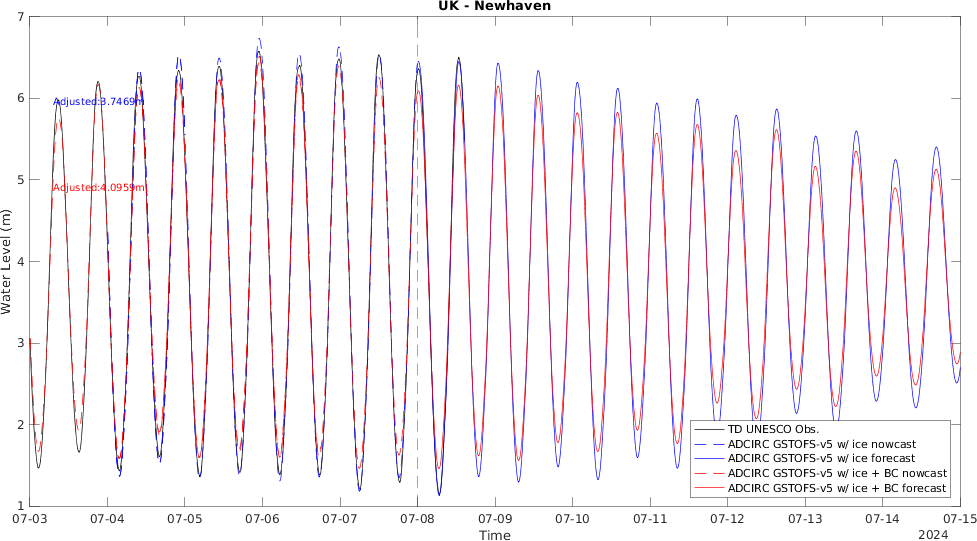 UK - Newhaven
7
6
5
4
3
2
1
Water Level (m)
Adjusted:3.7469m
Adjusted:4.0959m
TD UNESCO Obs.
ADCIRC GSTOFS-v5 w/ ice nowcast
ADCIRC GSTOFS-v5 w/ ice forecast
ADCIRC GSTOFS-v5 w/ ice + BC nowcast
ADCIRC GSTOFS-v5 w/ ice + BC forecast
07-03 07-04 07-05 07-06 07-07 07-08 07-09 07-10 07-11 07-12 07-13 07-14 07-15
Time
2024